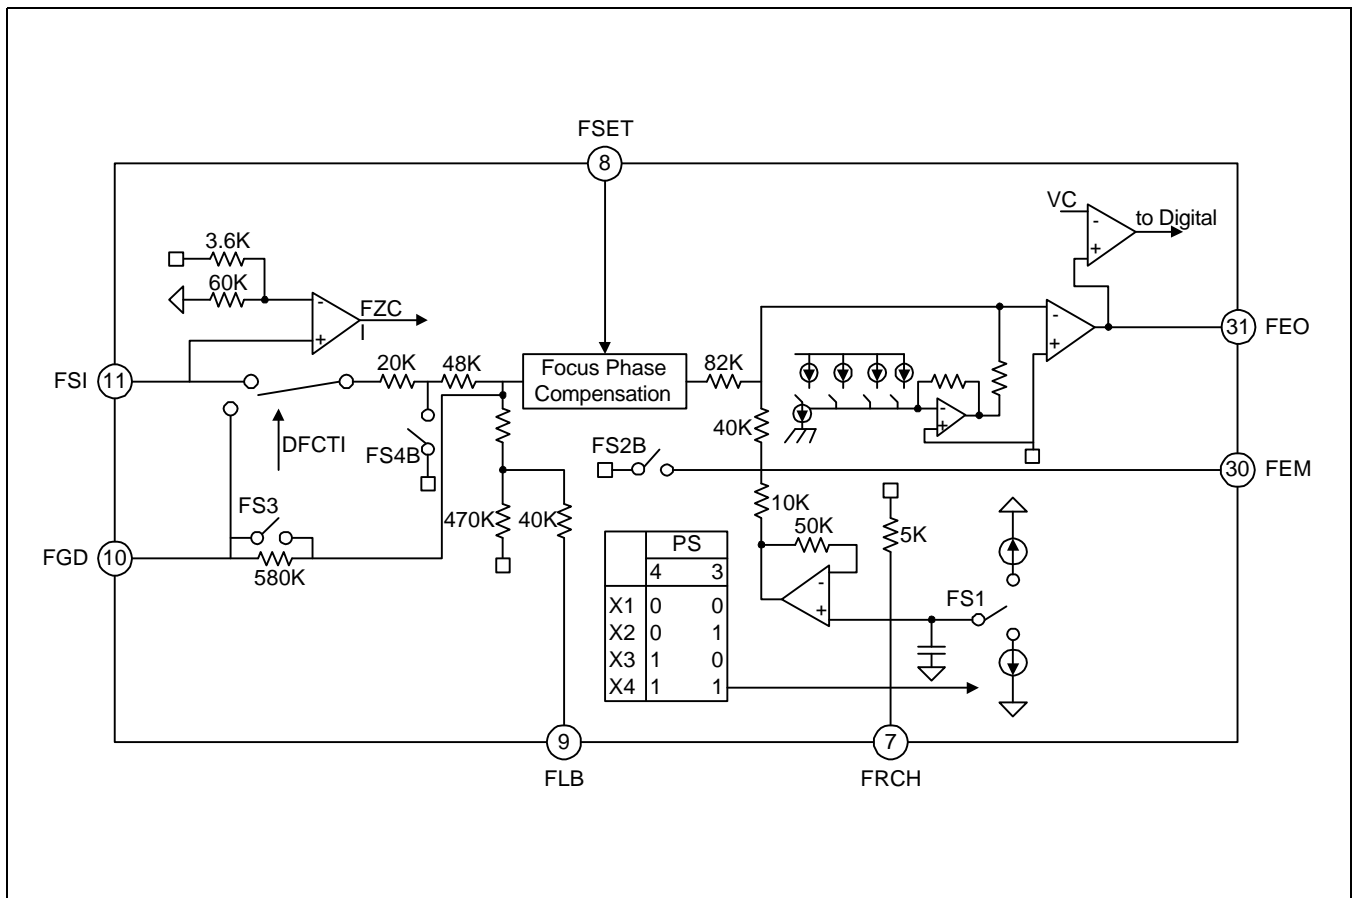 FSET
8
VC
to Digital
3.6K
60K
-
+
FZC
I
-
+
-
+
31
FEO
FSI
11
20K
48K
Focus Phase
Compensation
82K
-
+
DFCTI
FS4B
40K
FS2B
30
FEM
FS3
470K
40K
10K
50K
5K
FGD
10
580K
PS
4 3
X1 0 0
X2 0 1
X3 1 0
X4 1 1
-
+
FS1
9
FLB
7
FRCH